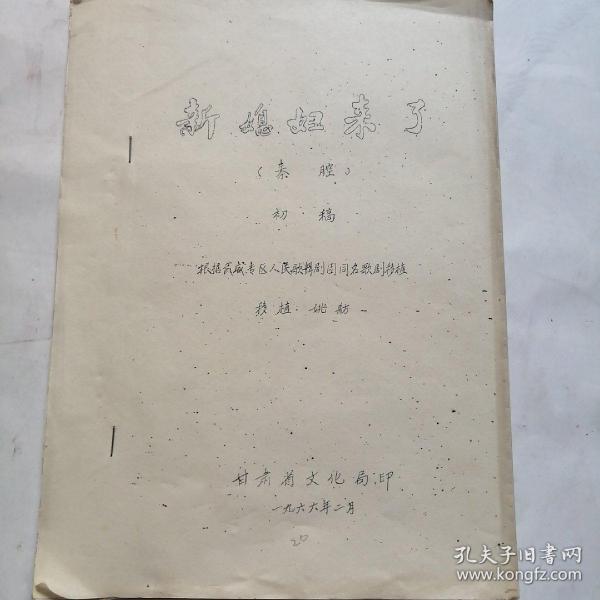 新媳妇来了
（秦腔）
初稿
根据武威专区人民歌舞剧团同名歌剧移植
移植·姚舫
甘肃省文化局印
一九六六年二月
20
孔夫子旧书网
www.kongfz.com